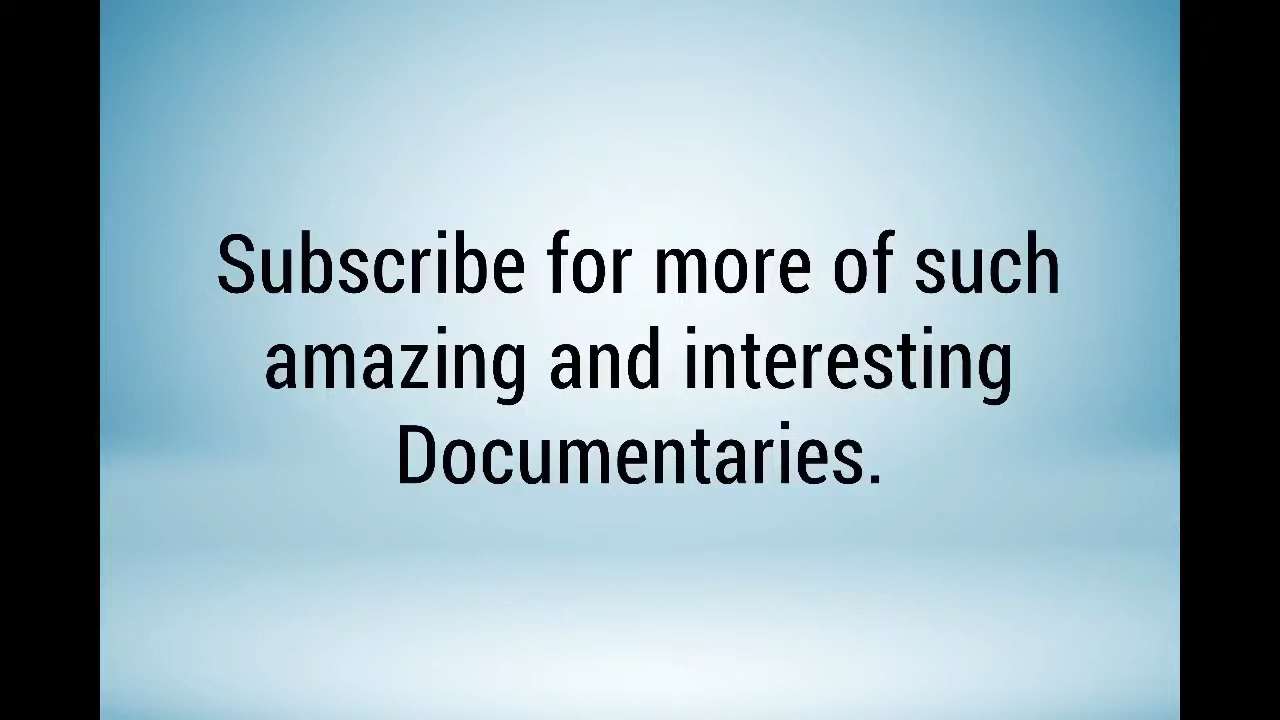 Subscribe for more of such
amazing and interesting
Documentaries.